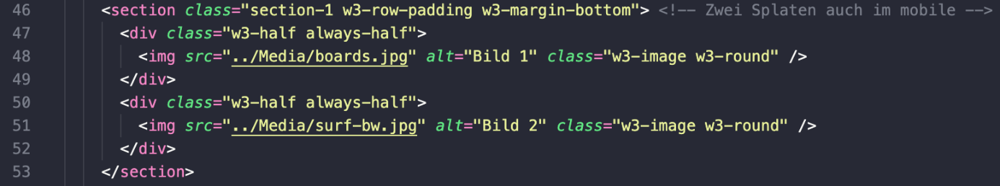 46 <section class="section-1 w3-row-padding w3-margin-bottom"> <!-- Zwei Splaten auch im mobile -->
47 <div class="w3-half always-half">
48 <img src="../Media/boards.jpg" alt="Bild 1" class="w3-image w3-round" />
49 </div>
50 <div class="w3-half always-half">
51 <img src="../Media/surf-bw.jpg" alt="Bild 2" class="w3-image w3-round" />
52 </div>
53 </section>